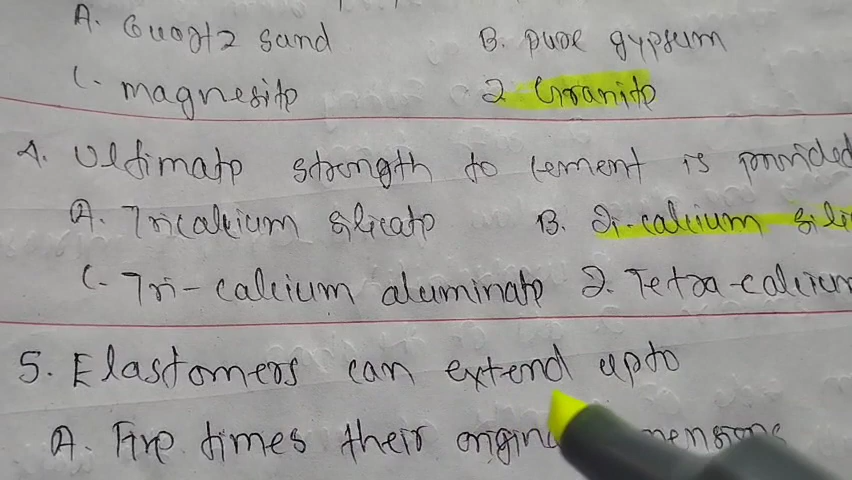 A. Quartz sand B. pure gypsum
C. magnesite D. Granite
4. Ultimate strength to cement is provided
A. Tricalcium silicate B. Di-calcium sili
C. Tri-calcium aluminate D. Tetra-calcium
5. Elastomers can extend upto
A. Five times their